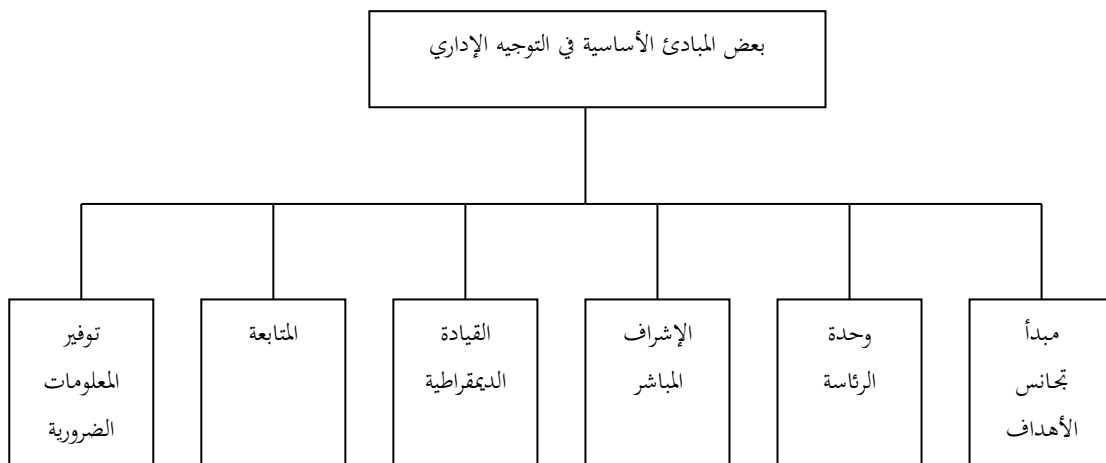 بعض المبادئ الأساسية في التوجيه الإداري
مبدأ
تجانس
الأهداف
وحدة
الرئاسة
الإشراف
المباشر
القيادة
الديمقراطية
المتابعة
توفير
المعلومات
الضرورية